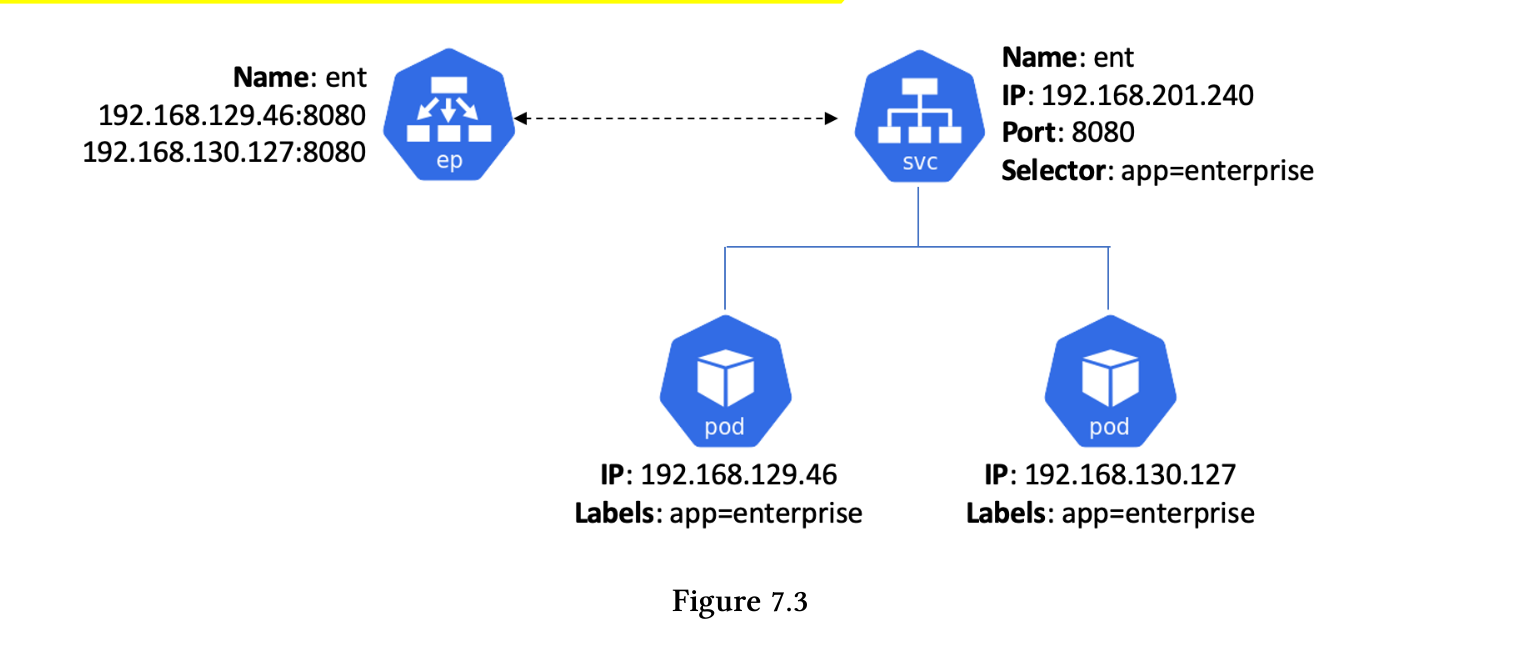 Name: ent
192.168.129.46:8080
192.168.130.127:8080
ep
Name: ent
IP: 192.168.201.240
Port: 8080
Selector: app=enterprise
svc
pod
IP: 192.168.129.46
Labels: app=enterprise
pod
IP: 192.168.130.127
Labels: app=enterprise
Figure 7.3